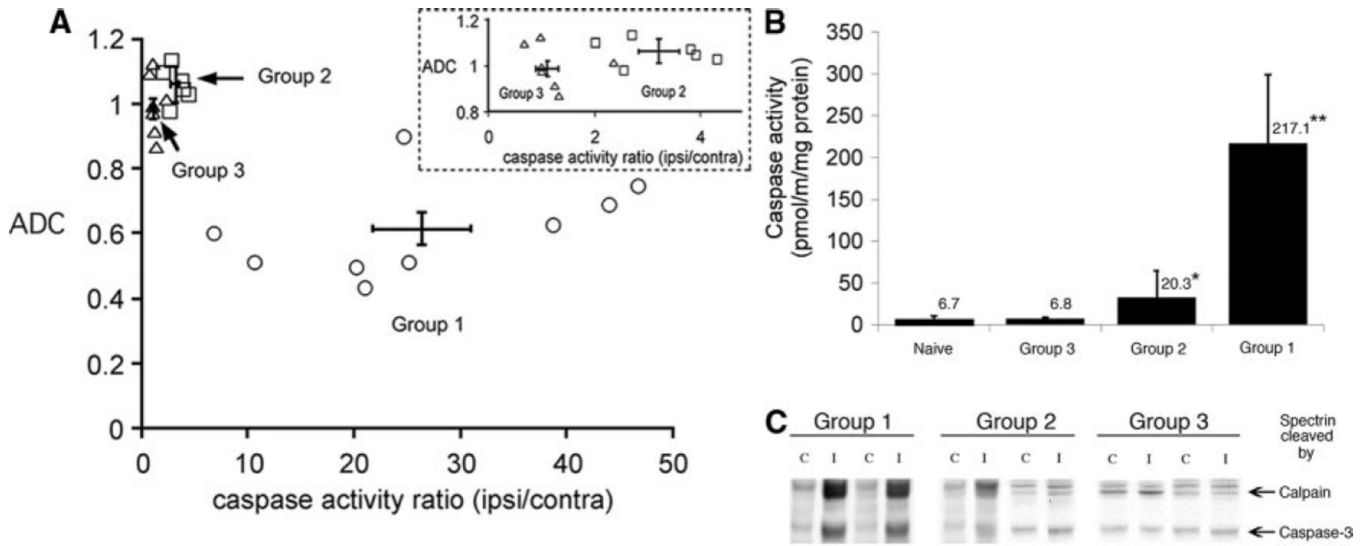 A
1.2
1
0.8
0.6
0.4
0.2
0
ADC
0
10
20
30
40
50
caspase activity ratio (ipsi/contra)
Group 2
Group 3
Group 1
1.2
1
0.8
ADC
Group 3
Group 2
0
2
4
caspase activity ratio (ipsi/contra)
B
Caspase activity
(pmol/m/mg protein)
350
300
250
200
150
100
50
0
6.7
6.8
20.3*
217.1**
Naive
Group 3
Group 2
Group 1
C
Group 1
Group 2
Group 3
Spectrin
cleaved
by
C I C I
C I C I
C I C I
Calpain
Caspase-3